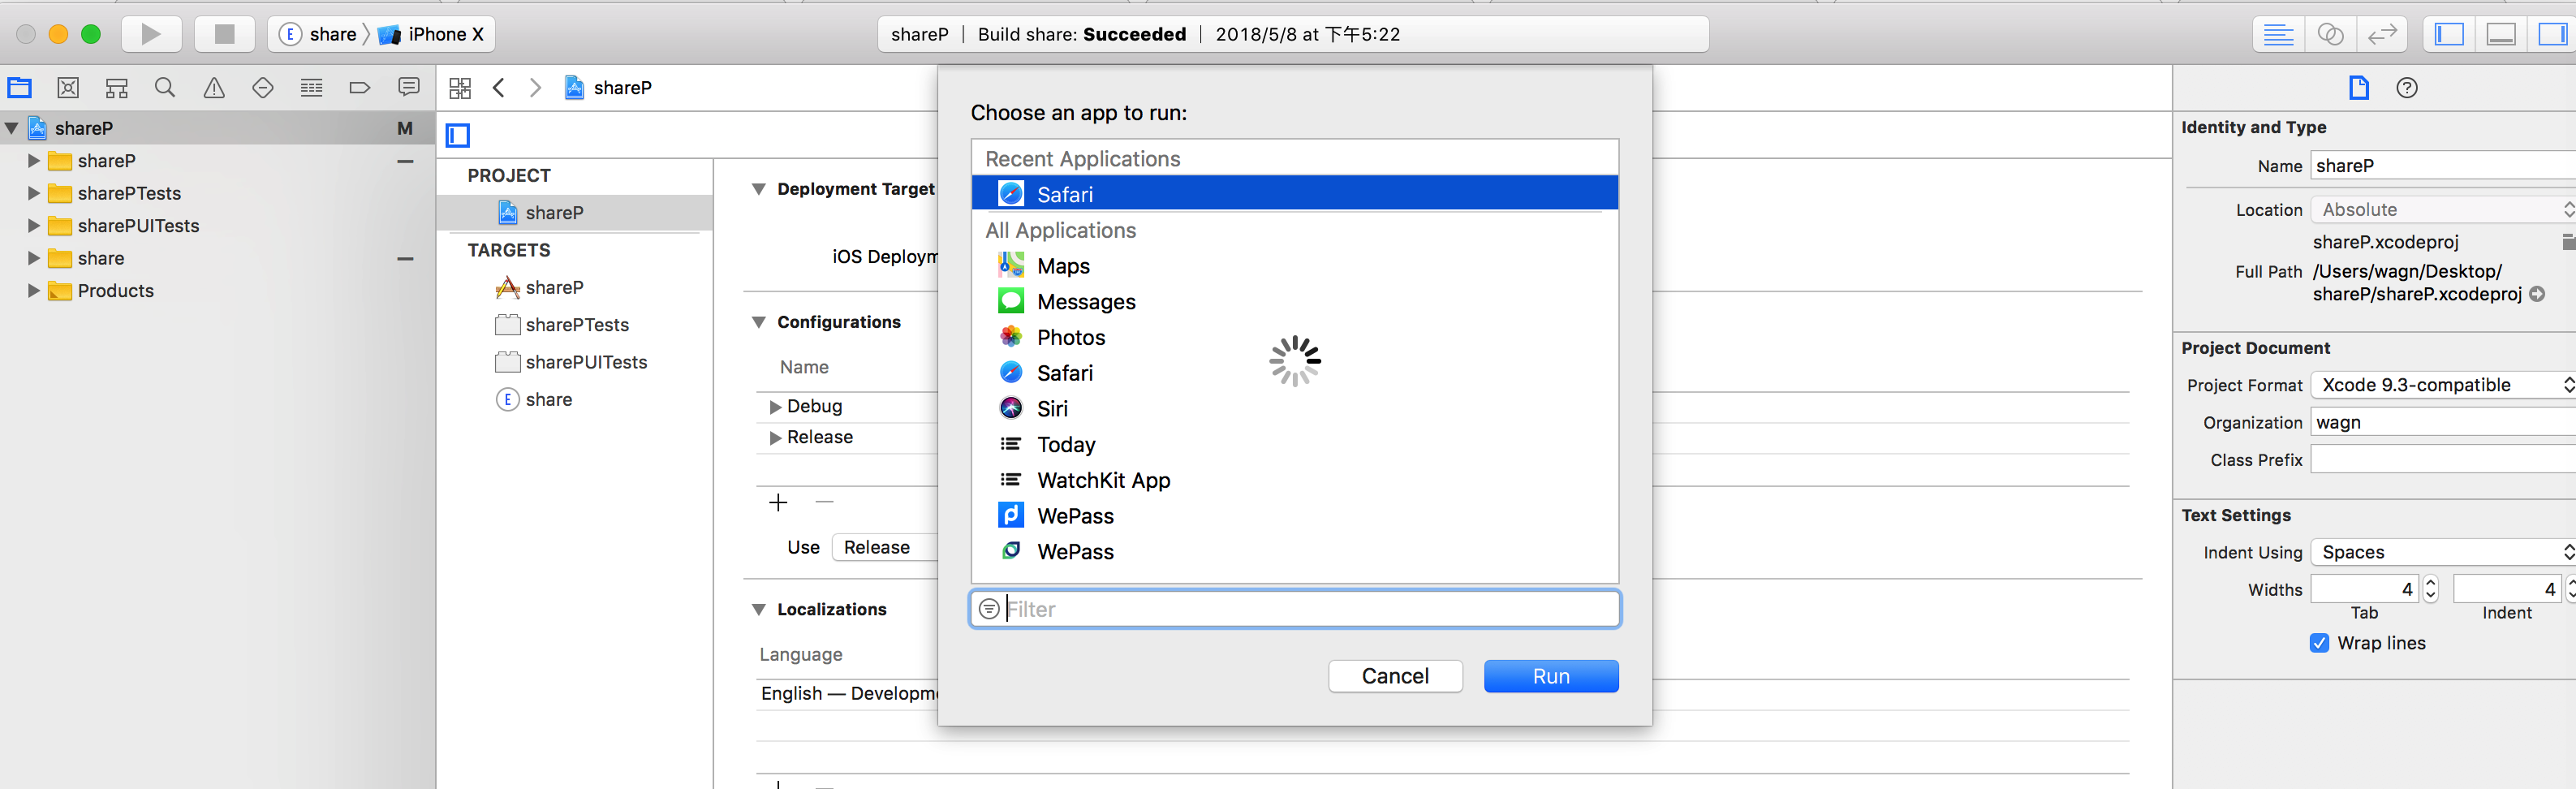 share
iPhone X
shareP | Build share: Succeeded | 2018/5/8 at 下午5:22
shareP M
shareP
sharePTests
sharePUITests
share
Products
shareP
PROJECT
shareP
TARGETS
shareP
sharePTests
sharePUITests
E share
Deployment Target
iOS Deploym
Configurations
Name
Debug
Release
Use Release
Localizations
Language
English — Developme
Choose an app to run:
Recent Applications
Safari
All Applications
Maps
Messages
Photos
Safari
Siri
Today
WatchKit App
WePass
WePass
Filter
Cancel Run
Identity and Type
Name shareP
Location Absolute
shareP.xcodeproj
Full Path /Users/wagn/Desktop/
shareP/shareP.xcodeproj
Project Document
Project Format Xcode 9.3-compatible
Organization wagn
Class Prefix
Text Settings
Indent Using Spaces
Widths 4 4
Tab Indent
Wrap lines